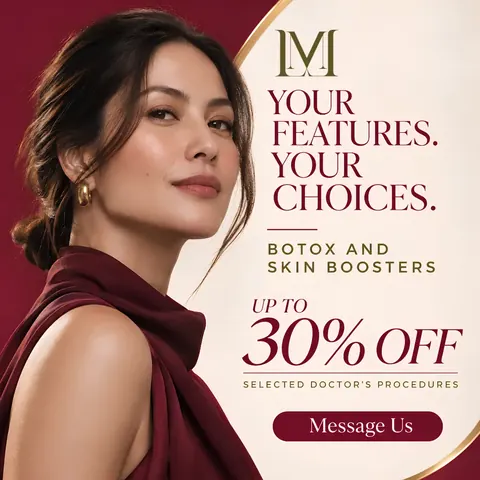 M
YOUR
FEATURES.
YOUR
CHOICES.
BOTOX AND
SKIN BOOSTERS
UP TO
30% OFF
SELECTED DOCTOR'S PROCEDURES
Message Us